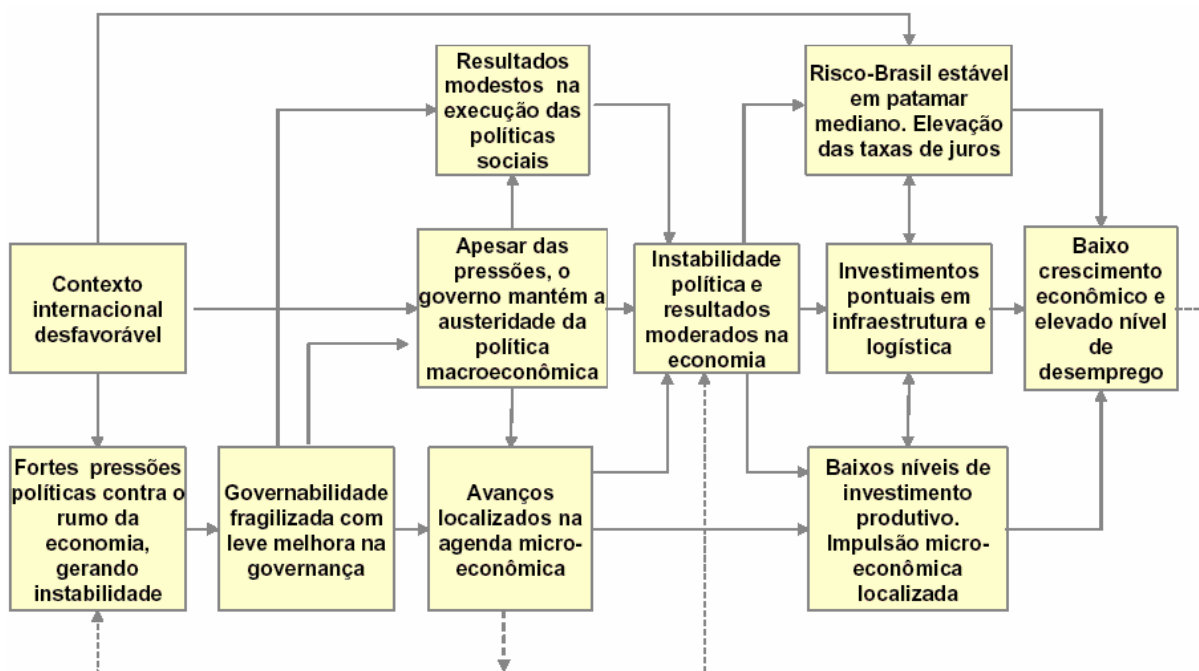 Resultados
modestos na
execução das
políticas
sociais
Risco-Brasil estável
em patamar
mediano. Elevação
das taxas de juros
Contexto
internacional
desfavorável
Apesar das
pressões, o
governo mantém a
austeridade da
política
macroeconômica
Instabilidade
política e
resultados
moderados na
economia
Investimentos
pontuais em
infraestrutura e
logística
Baixo
crescimento
econômico e
elevado nível
de
desemprego
Fortes pressões
políticas contra o
rumo da
economia,
gerando
instabilidade
Governabilidade
fragilizada com
leve melhora na
governança
Avanços
localizados na
agenda micro-
econômica
Baixos níveis de
investimento
produtivo.
Impulsão micro-
econômica
localizada